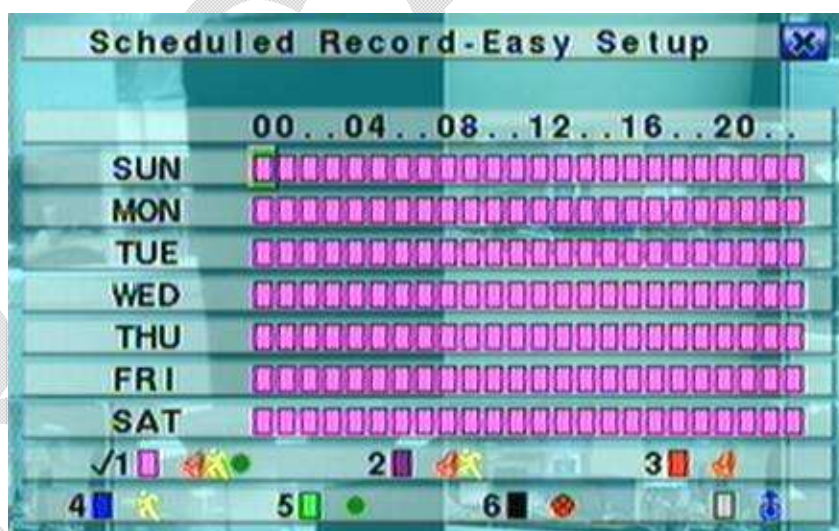 Scheduled Record-Easy Setup
00..04..08..12..16..20..
SUN
MON
TUE
WED
THU
FRI
SAT
1 2 3
4 5 6